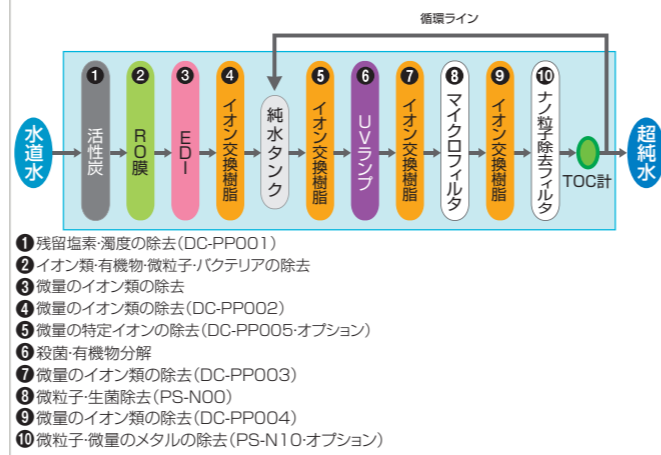 循環ライン
❶
❷
❸
❹
❺
❻
❼
❽
❾
❿
水道水
活性炭
RO膜
EDI
イオン交換樹脂
純水タンク
イオン交換樹脂
UVランプ
イオン交換樹脂
マイクロフィルタ
イオン交換樹脂
ナノ粒子除去フィルタ
TOC計
超純水
❶残留塩素・濁度の除去(DC-PP001)
❷イオン類・有機物・微粒子・バクテリアの除去
❸微量のイオン類の除去
❹微量のイオン類の除去(DC-PP002)
❺微量の特定イオンの除去(DC-PP005・オプション)
❻殺菌・有機物分解
❼微量のイオン類の除去(DC-PP003)
❽微粒子・生菌除去(PS-N00)
❾微量のイオン類の除去(DC-PP004)
❿微粒子・微量のメタルの除去(PS-N10・オプション)